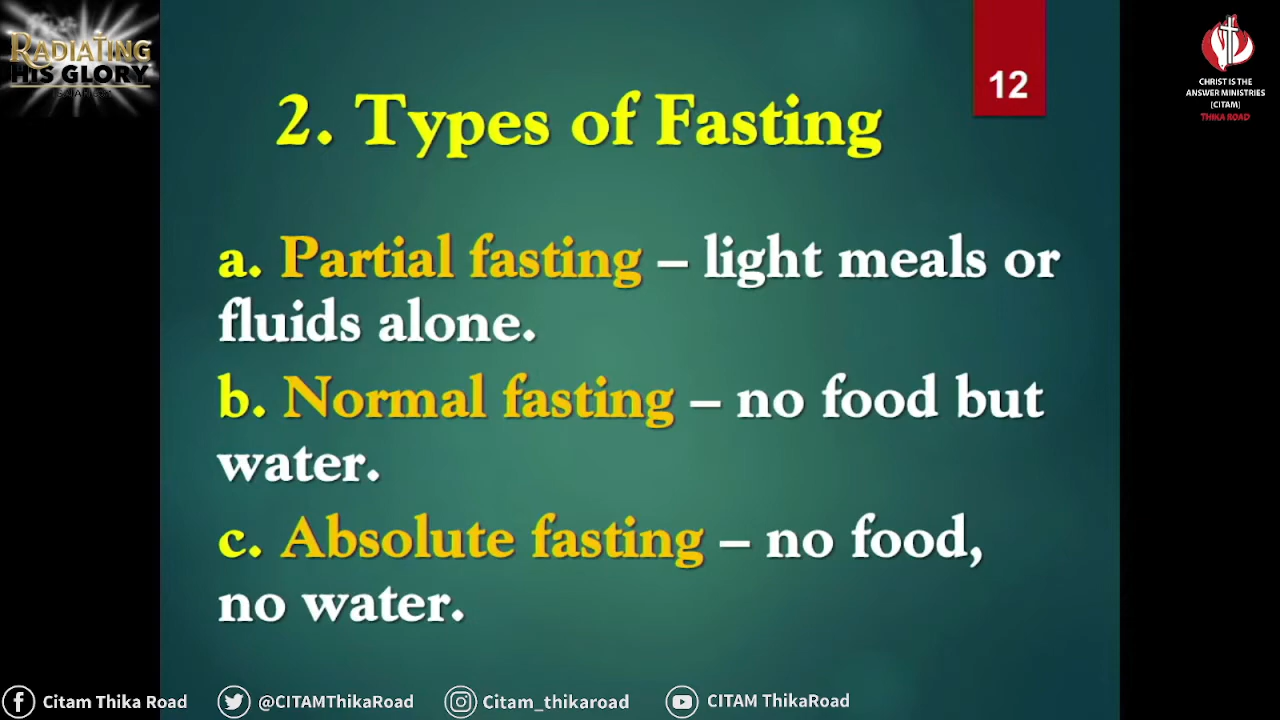 RADIATING
HIS GLORY
12
CHRIST IS THE
ANSWER MINISTRIES
(CITAM)
THIKA ROAD
2. Types of Fasting
a. Partial fasting – light meals or
fluids alone.
b. Normal fasting – no food but
water.
c. Absolute fasting – no food,
no water.
Citam Thika Road
@CITAMThikaRoad
Citam_thikaroad
CITAM ThikaRoad